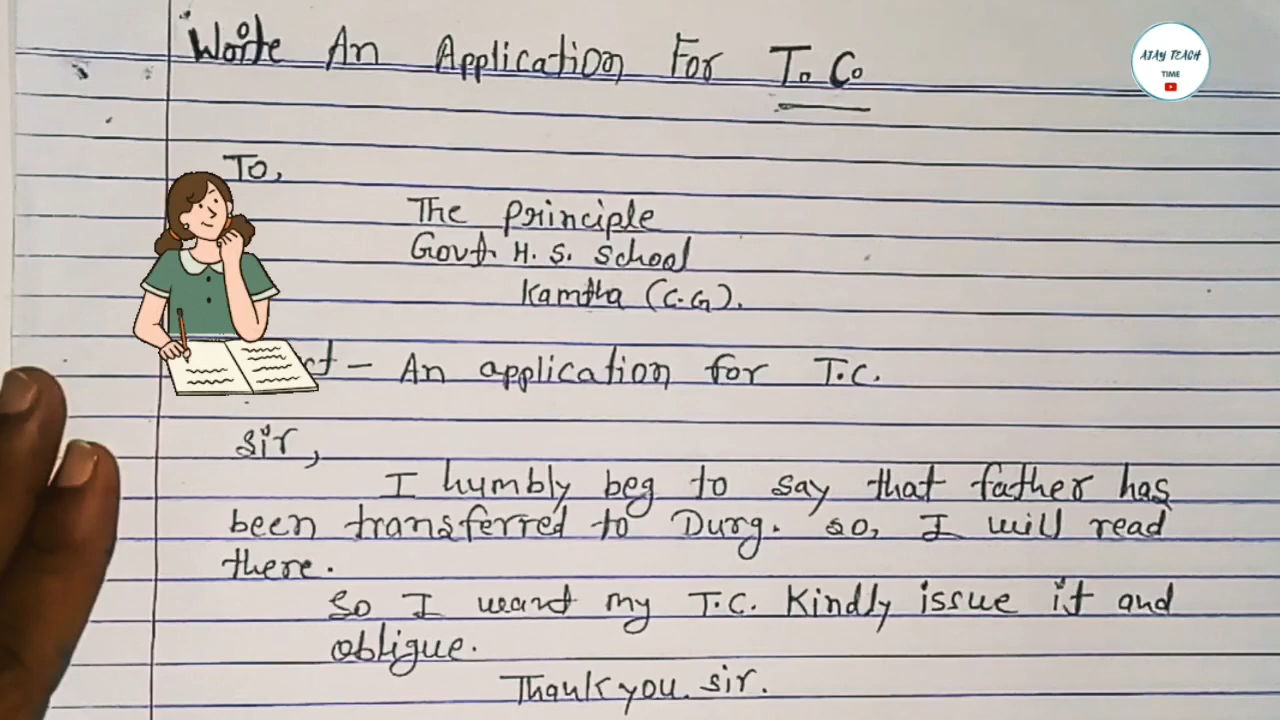 Write An Application For T.C.
AJAY TEACH
TIME
To,
The Principle
Govt. H. S. School
Kamtha (C.G).
ct - An application for T.C.
Sir,
I humbly beg to say that father has
been transferred to Durg. so, I will read
there.
So I want my T.C. Kindly issue it and
obligue.
Thank you. sir.